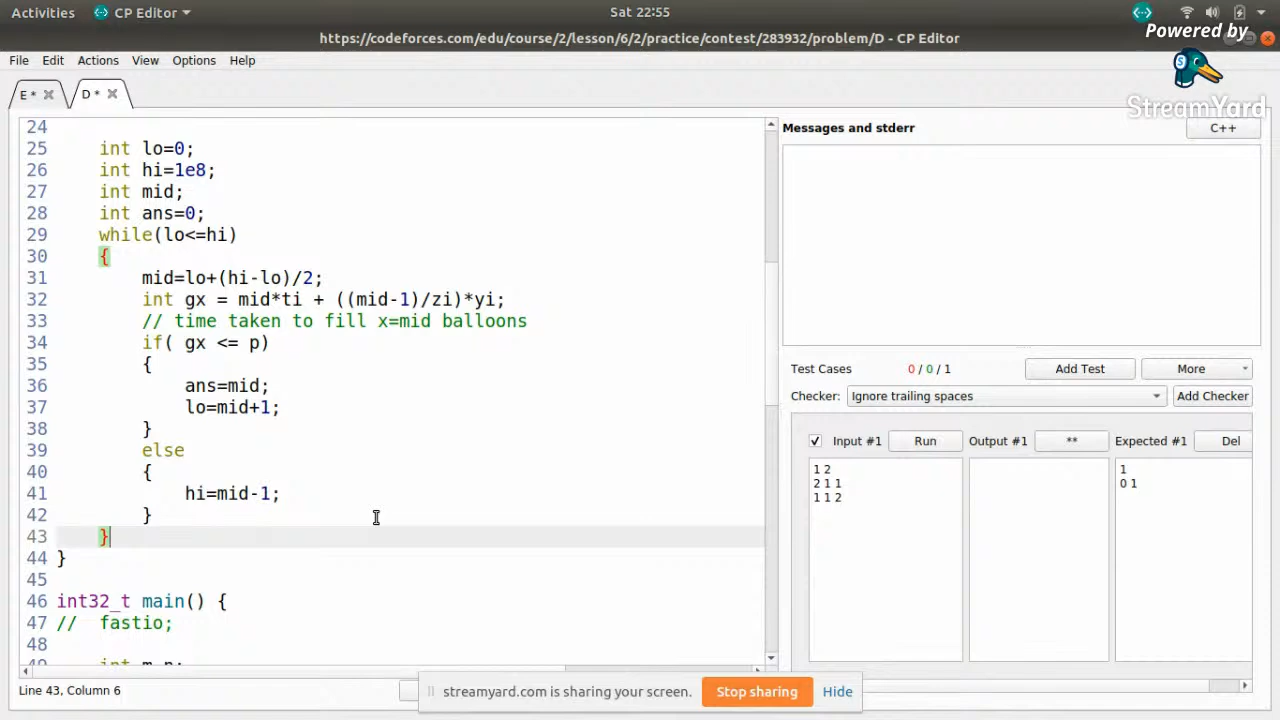 Activities CP Editor Sat 22:55
Powered by
https://codeforces.com/edu/course/2/lesson/6/2/practice/contest/283932/problem/D - CP Editor
File Edit Actions View Options Help
StreamYard
E * D *
24
25 int lo=0;
26 int hi=1e8;
27 int mid;
28 int ans=0;
29 while(lo<=hi)
30 {
31 mid=lo+(hi-lo)/2;
32 int gx = mid*ti + ((mid-1)/zi)*yi;
33 // time taken to fill x=mid balloons
34 if( gx <= p)
35 {
36 ans=mid;
37 lo=mid+1;
38 }
39 else
40 {
41 hi=mid-1;
42 }
43 }
44 }
45
46 int32_t main() {
47 // fastio;
48
Messages and stderr C++
Test Cases 0 / 0 / 1 Add Test More
Checker: Ignore trailing spaces Add Checker
Input #1 Run Output #1 ** Expected #1 Del
1 2
2 1 1
1 1 2
1
0 1
Line 43, Column 6
streamyard.com is sharing your screen. Stop sharing Hide